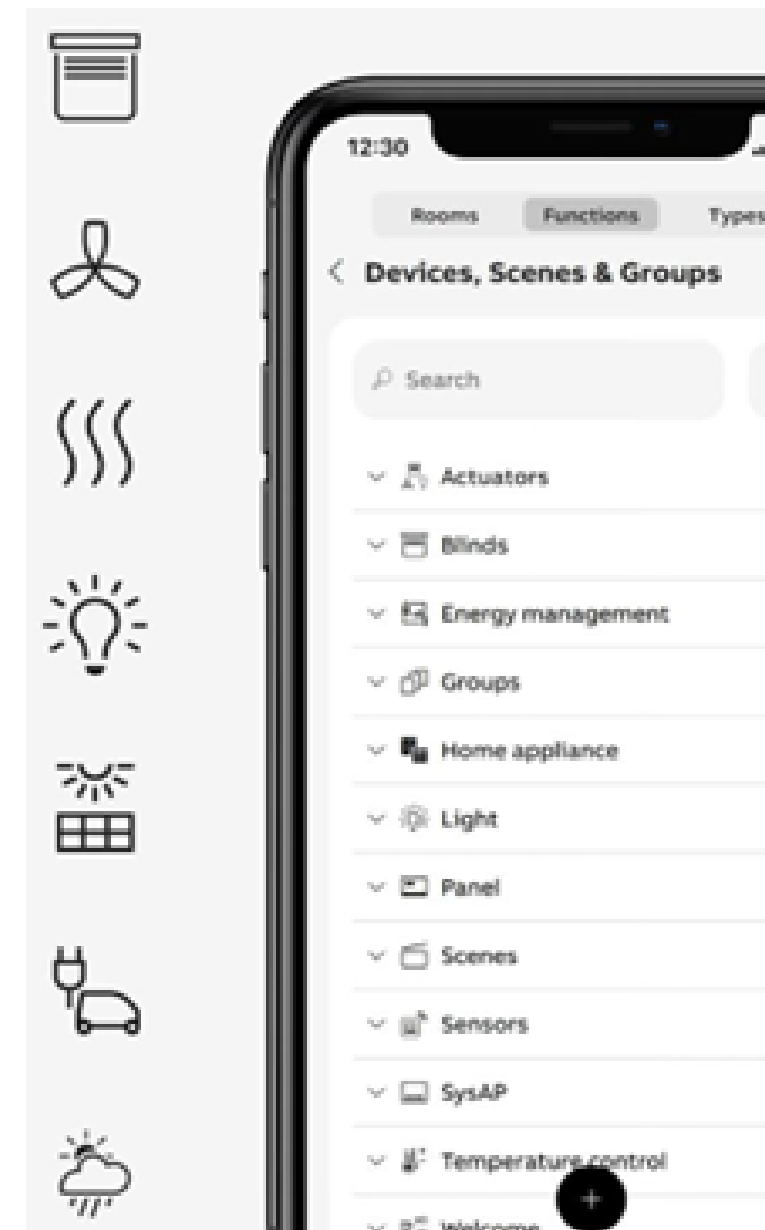 12:30
Rooms Functions Types
Devices, Scenes & Groups
Search
Actuators
Blinds
Energy management
Groups
Home appliance
Light
Panel
Scenes
Sensors
SysAP
Temperature control
Welcome